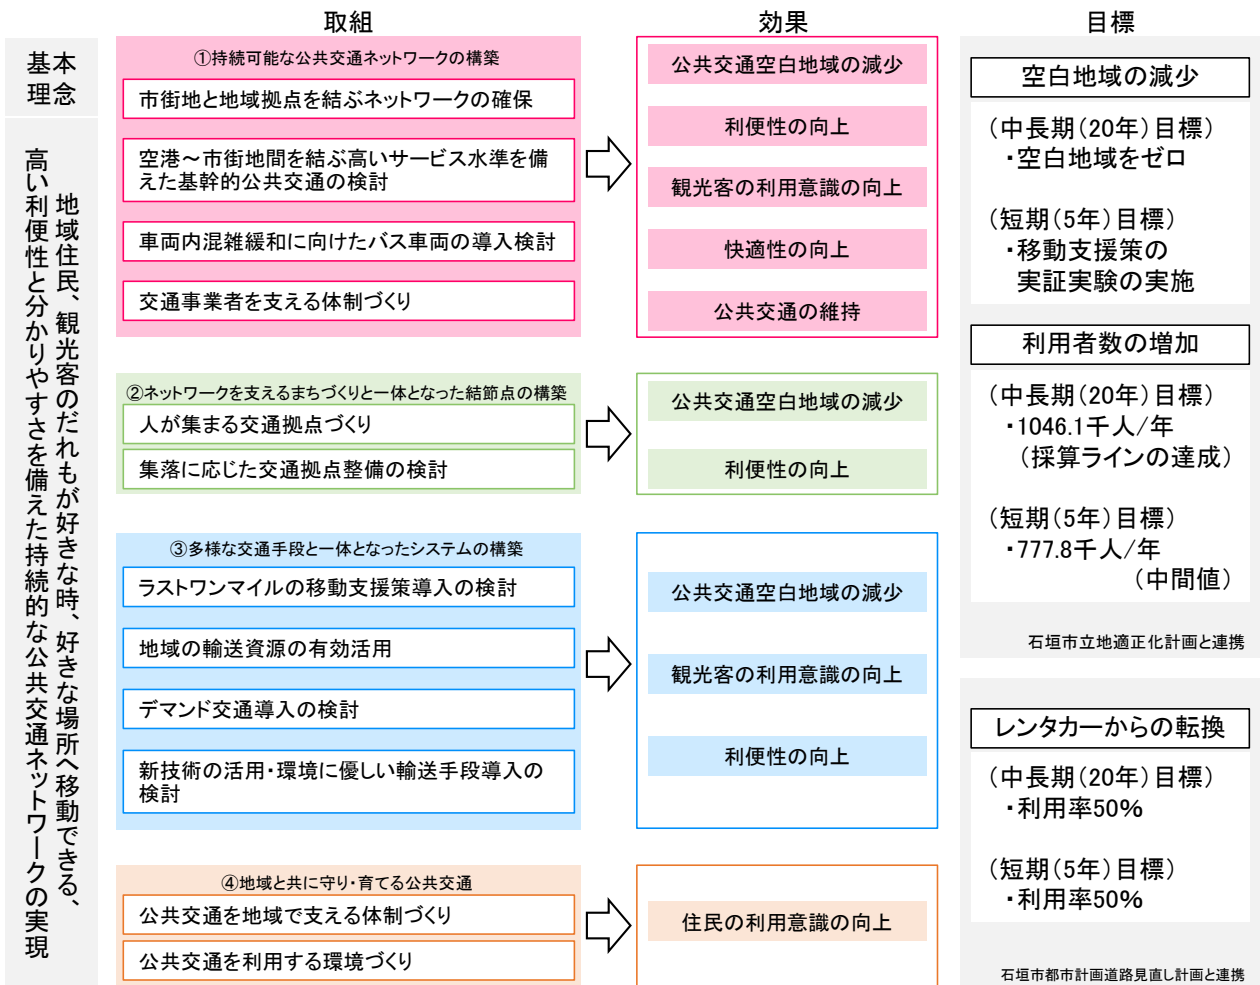 取組
効果
目標
基本
理念
地域住民、観光客のだれもが好きな時、好きな場所へ移動できる、
高い利便性と分かりやすさを備えた持続的な公共交通ネットワークの実現
①持続可能な公共交通ネットワークの構築
市街地と地域拠点を結ぶネットワークの確保
空港～市街地間を結ぶ高いサービス水準を備
えた基幹的公共交通の検討
車両内混雑緩和に向けたバス車両の導入検討
交通事業者を支える体制づくり
公共交通空白地域の減少
利便性の向上
観光客の利用意識の向上
快適性の向上
公共交通の維持
②ネットワークを支えるまちづくりと一体となった結節点の構築
人が集まる交通拠点づくり
集落に応じた交通拠点整備の検討
公共交通空白地域の減少
利便性の向上
③多様な交通手段と一体となったシステムの構築
ラストワンマイルの移動支援策導入の検討
地域の輸送資源の有効活用
デマンド交通導入の検討
新技術の活用・環境に優しい輸送手段導入の
検討
公共交通空白地域の減少
観光客の利用意識の向上
利便性の向上
④地域と共に守り・育てる公共交通
公共交通を地域で支える体制づくり
公共交通を利用する環境づくり
住民の利用意識の向上
空白地域の減少
（中長期（20年）目標）
・空白地域をゼロ
（短期（5年）目標）
・移動支援策の
実証実験の実施
利用者数の増加
（中長期（20年）目標）
・1046.1千人/年
（採算ラインの達成）
（短期（5年）目標）
・777.8千人/年
（中間値）
石垣市立地適正化計画と連携
レンタカーからの転換
（中長期（20年）目標）
・利用率50%
（短期（5年）目標）
・利用率50%
石垣市都市計画道路見直し計画と連携